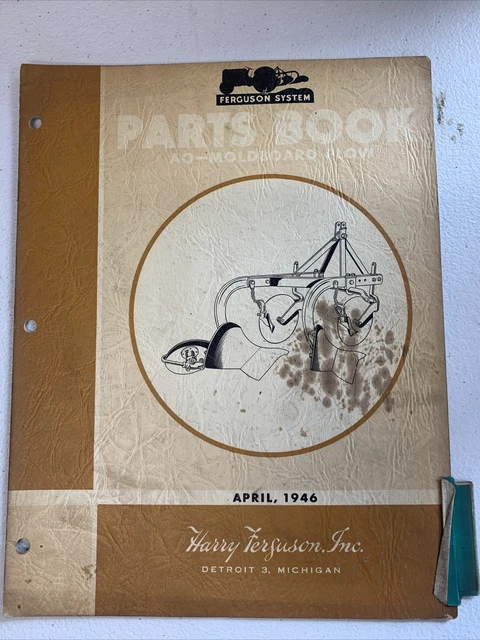 FERGUSON SYSTEM
PARTS BOOK
AO-MOLDBOARD PLOW
APRIL, 1946
Harry Ferguson, Inc.
DETROIT 3, MICHIGAN